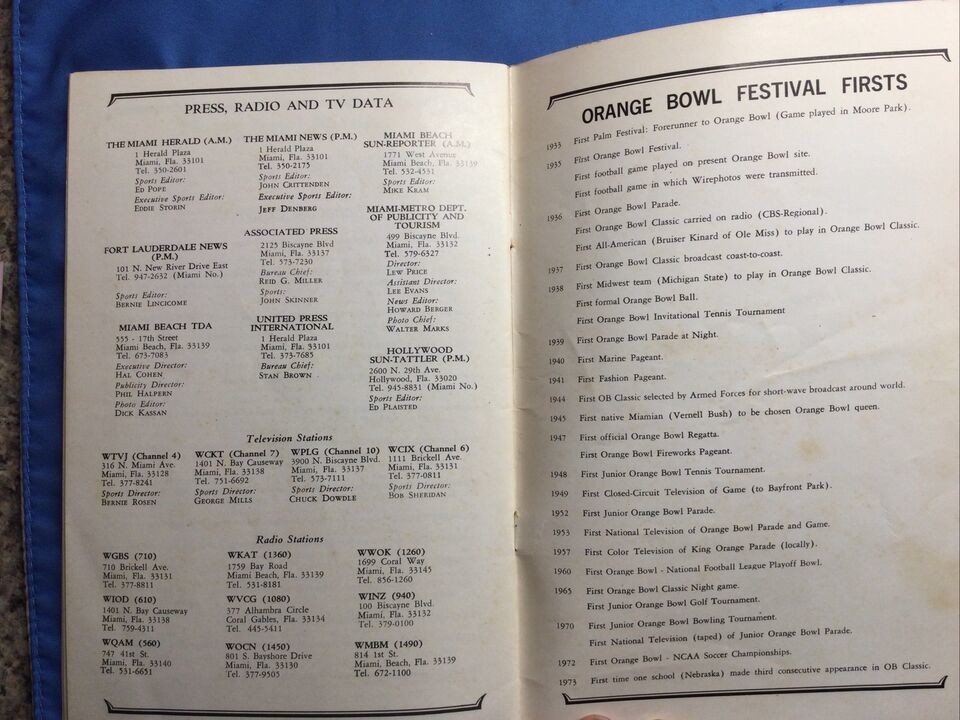 PRESS, RADIO AND TV DATA
THE MIAMI HERALD (A.M.)
1 Herald Plaza
Miami, Fla. 33101
Tel. 350-2601
Sports Editor:
ED POPE
Executive Sports Editor:
EDDIE STORIN
FORT LAUDERDALE NEWS
(P.M.)
101 N. New River Drive East
Tel. 947-2632 (Miami No.)
Sports Editor:
BERNIE LINCICOME
MIAMI BEACH TDA
555 - 17th Street
Miami Beach, Fla. 33139
Tel. 673-7083
Executive Director:
HAL COHEN
Publicity Director:
PHIL HALPERN
Photo Editor:
DICK KASSAN
THE MIAMI NEWS (P.M.)
1 Herald Plaza
Miami, Fla. 33101
Tel. 350-2175
Sports Editor:
JOHN CRITTENDEN
Executive Sports Editor:
JEFF DENBERG
ASSOCIATED PRESS
2125 Biscayne Blvd
Miami, Fla. 33137
Tel. 573-7230
Bureau Chief:
REID G. MILLER
Sports:
JOHN SKINNER
UNITED PRESS
INTERNATIONAL
1 Herald Plaza
Miami, Fla. 33101
Tel. 373-7685
Bureau Chief:
STAN BROWN
MIAMI BEACH
SUN-REPORTER (A.M.)
1771 West Avenue
Miami Beach, Fla. 33139
Tel. 532-4531
Sports Editor:
MIKE KRAM
MIAMI-METRO DEPT.
OF PUBLICITY AND
TOURISM
499 Biscayne Blvd.
Miami, Fla. 33132
Tel. 579-6327
Director:
LEW PRICE
Assistant Director:
LEE EVANS
News Editor:
HOWARD BERGER
Photo Chief:
WALTER MARKS
HOLLYWOOD
SUN-TATTLER (P.M.)
2600 N. 29th Ave.
Hollywood, Fla. 33020
Tel. 945-8831 (Miami No.)
Sports Editor:
ED PLAISTED
Television Stations
WTVJ (Channel 4)
316 N. Miami Ave.
Miami, Fla. 33128
Tel. 377-8241
Sports Director:
BERNIE ROSEN
WCKT (Channel 7)
1401 N. Bay Causeway
Miami, Fla. 33138
Tel. 751-6692
Sports Director:
GEORGE MILLS
WPLG (Channel 10)
3900 N. Biscayne Blvd.
Miami, Fla. 33137
Tel. 573-7111
Sports Director:
CHUCK DOWDLE
WCIX (Channel 6)
1111 Brickell Ave.
Miami, Fla. 33131
Tel. 377-0811
Sports Director:
BOB SHERIDAN
Radio Stations
WGBS (710)
710 Brickell Ave.
Miami, Fla. 33131
Tel. 377-8811
WIOD (610)
1401 N. Bay Causeway
Miami, Fla. 33138
Tel. 759-4311
WQAM (560)
747 41st St.
Miami, Fla. 33140
Tel. 531-6651
WKAT (1360)
1759 Bay Road
Miami Beach, Fla. 33139
Tel. 531-8181
WVCG (1080)
377 Alhambra Circle
Coral Gables, Fla. 33134
Tel. 445-5411
WOCN (1450)
801 S. Bayshore Drive
Miami, Fla. 33130
Tel. 377-9505
WWOK (1260)
1699 Coral Way
Miami, Fla. 33145
Tel. 856-1260
WINZ (940)
100 Biscayne Blvd.
Miami, Fla. 33132
Tel. 379-0100
WMBM (1490)
814 1st St.
Miami, Beach, Fla. 33139
Tel. 672-1100
ORANGE BOWL FESTIVAL FIRSTS
1933 First Palm Festival: Forerunner to Orange Bowl (Game played in Moore Park).
1935 First Orange Bowl Festival.
First football game played on present Orange Bowl site.
First football game in which Wirephotos were transmitted.
1936 First Orange Bowl Parade.
First Orange Bowl Classic carried on radio (CBS-Regional).
First All-American (Bruiser Kinard of Ole Miss) to play in Orange Bowl Classic.
1937 First Orange Bowl Classic broadcast coast-to-coast.
1938 First Midwest team (Michigan State) to play in Orange Bowl Classic.
First formal Orange Bowl Ball.
First Orange Bowl Invitational Tennis Tournament
1939 First Orange Bowl Parade at Night.
1940 First Marine Pageant.
1941 First Fashion Pageant.
1944 First OB Classic selected by Armed Forces for short-wave broadcast around world.
1945 First native Miamian (Vernell Bush) to be chosen Orange Bowl queen.
1947 First official Orange Bowl Regatta.
First Orange Bowl Fireworks Pageant.
1948 First Junior Orange Bowl Tennis Tournament.
1949 First Closed-Circuit Television of Game (to Bayfront Park).
1952 First Junior Orange Bowl Parade.
1953 First National Television of Orange Bowl Parade and Game.
1957 First Color Television of King Orange Parade (locally).
1960 First Orange Bowl - National Football League Playoff Bowl.
1965 First Orange Bowl Classic Night game.
First Junior Orange Bowl Golf Tournament.
1970 First Junior Orange Bowl Bowling Tournament.
First National Television (taped) of Junior Orange Bowl Parade.
1972 First Orange Bowl - NCAA Soccer Championships.
1973 First time one school (Nebraska) made third consecutive appearance in OB Classic.